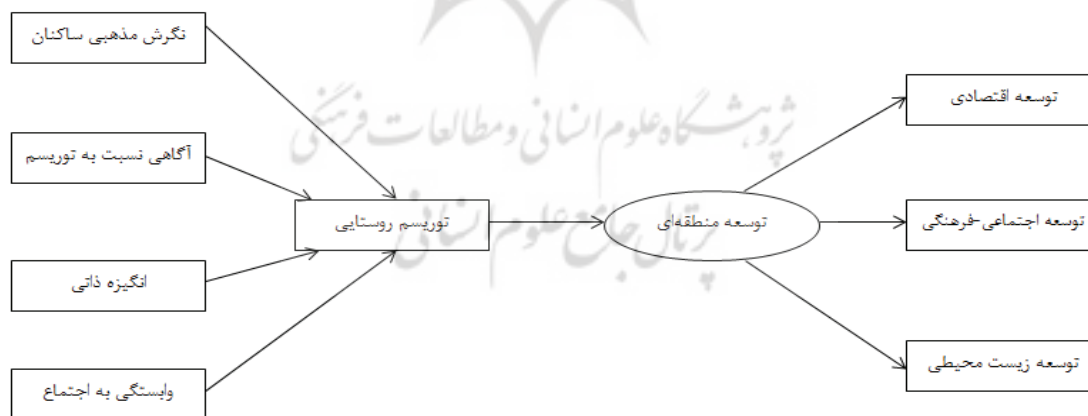 نگرش مذهبی ساکنان
آگاهی نسبت به توریسم
انگیزه ذاتی
وابستگی به اجتماع
توریسم روستایی
توسعه منطقه‌ای
توسعه اقتصادی
توسعه اجتماعی-فرهنگی
توسعه زیست محیطی
پژوهشگاه علوم انسانی و مطالعات فرهنگی
پرتال جامع علوم انسانی